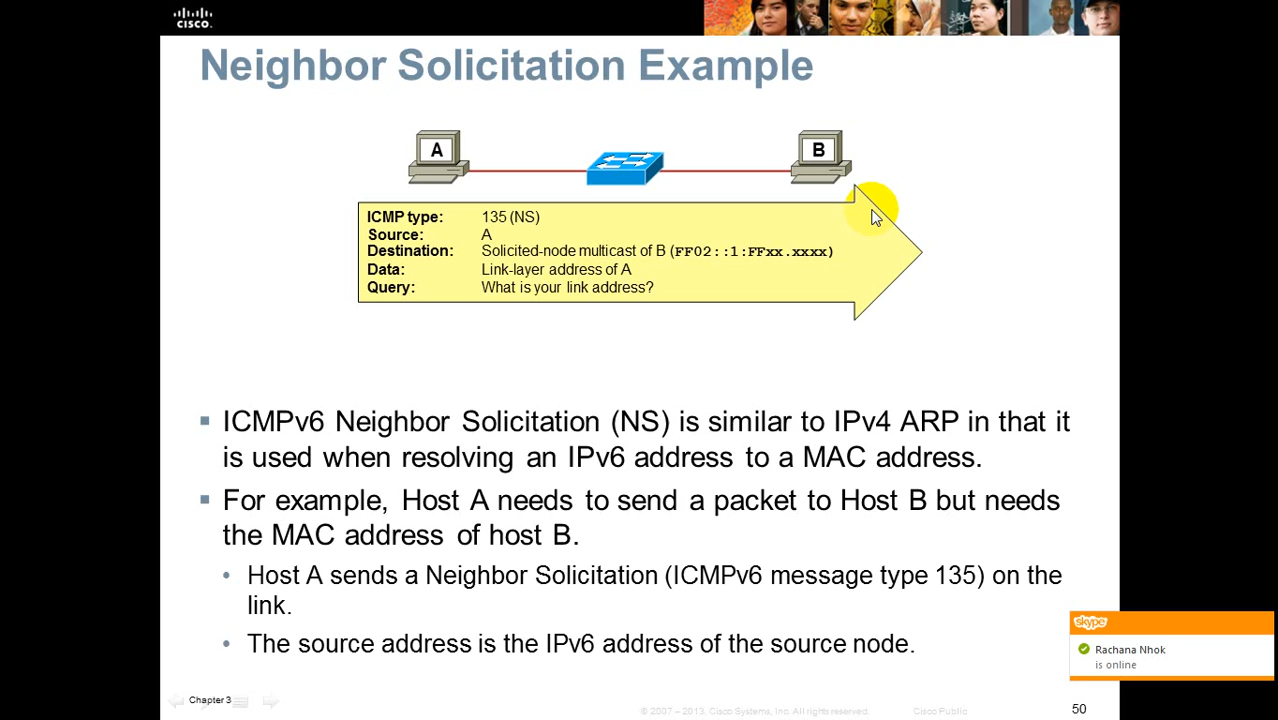 CISCO.
Neighbor Solicitation Example
A
B
ICMP type: 135 (NS)
Source: A
Destination: Solicited-node multicast of B (FF02::1:FFxx.xxxx)
Data: Link-layer address of A
Query: What is your link address?
ICMPv6 Neighbor Solicitation (NS) is similar to IPv4 ARP in that it
is used when resolving an IPv6 address to a MAC address.
For example, Host A needs to send a packet to Host B but needs
the MAC address of host B.
Host A sends a Neighbor Solicitation (ICMPv6 message type 135) on the
link.
The source address is the IPv6 address of the source node.
skype
Rachana Nhok
is online
Chapter 3
© 2007 – 2013, Cisco Systems, Inc. All rights reserved.
Cisco Public
50